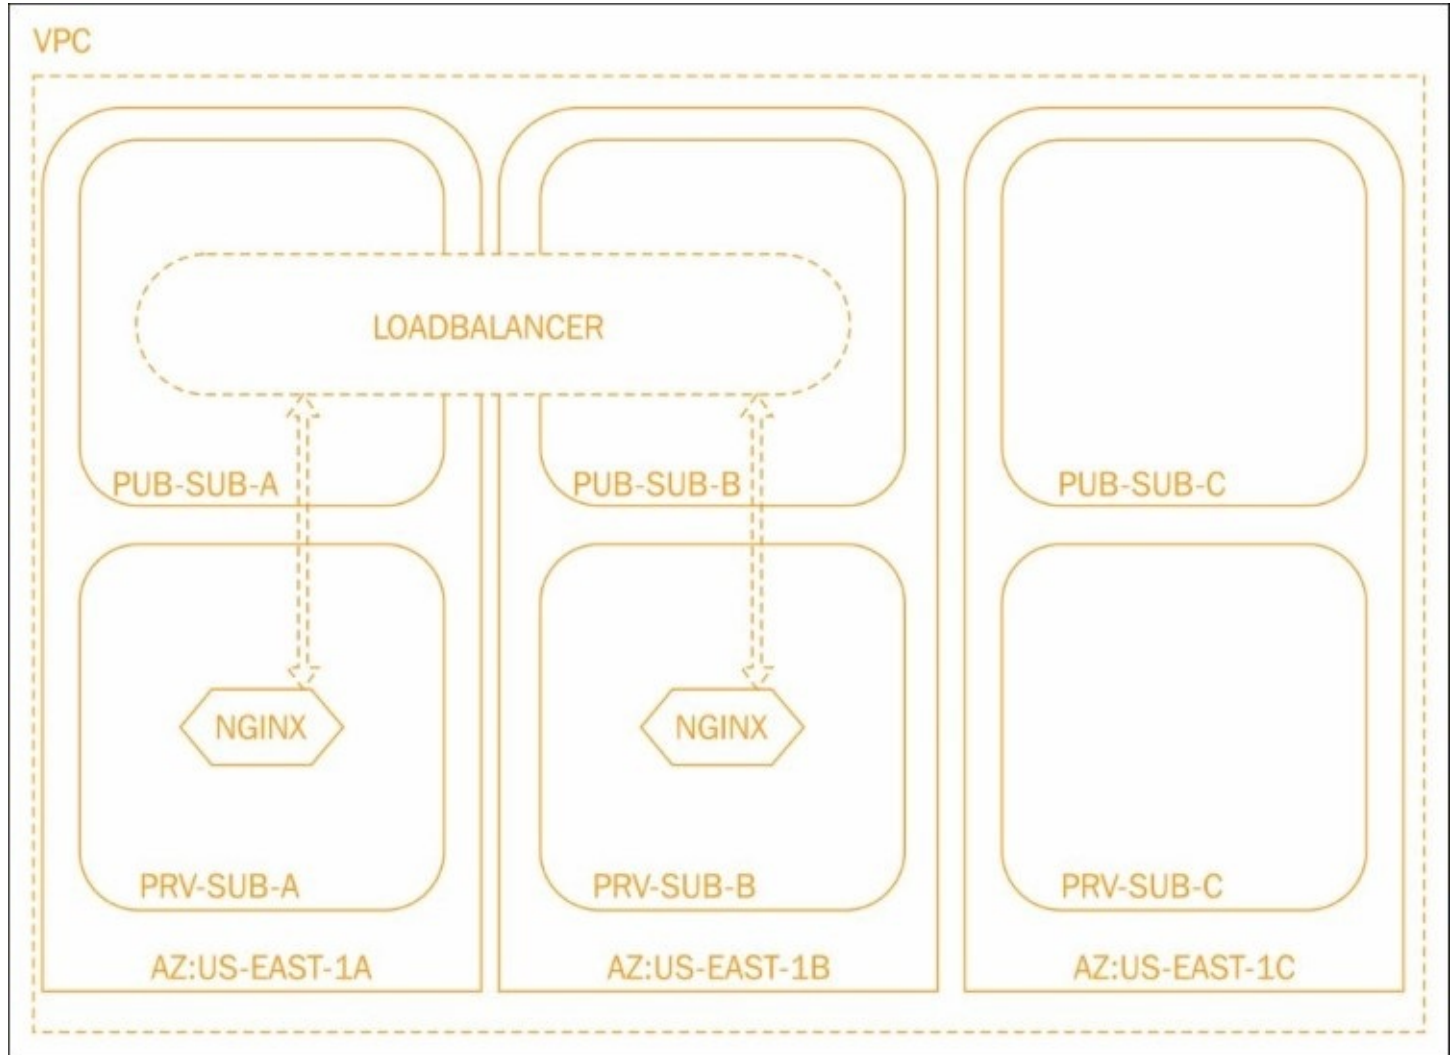 VPC
LOADBALANCER
PUB-SUB-A
PUB-SUB-B
PUB-SUB-C
NGINX
NGINX
PRV-SUB-A
PRV-SUB-B
PRV-SUB-C
AZ:US-EAST-1A
AZ:US-EAST-1B
AZ:US-EAST-1C